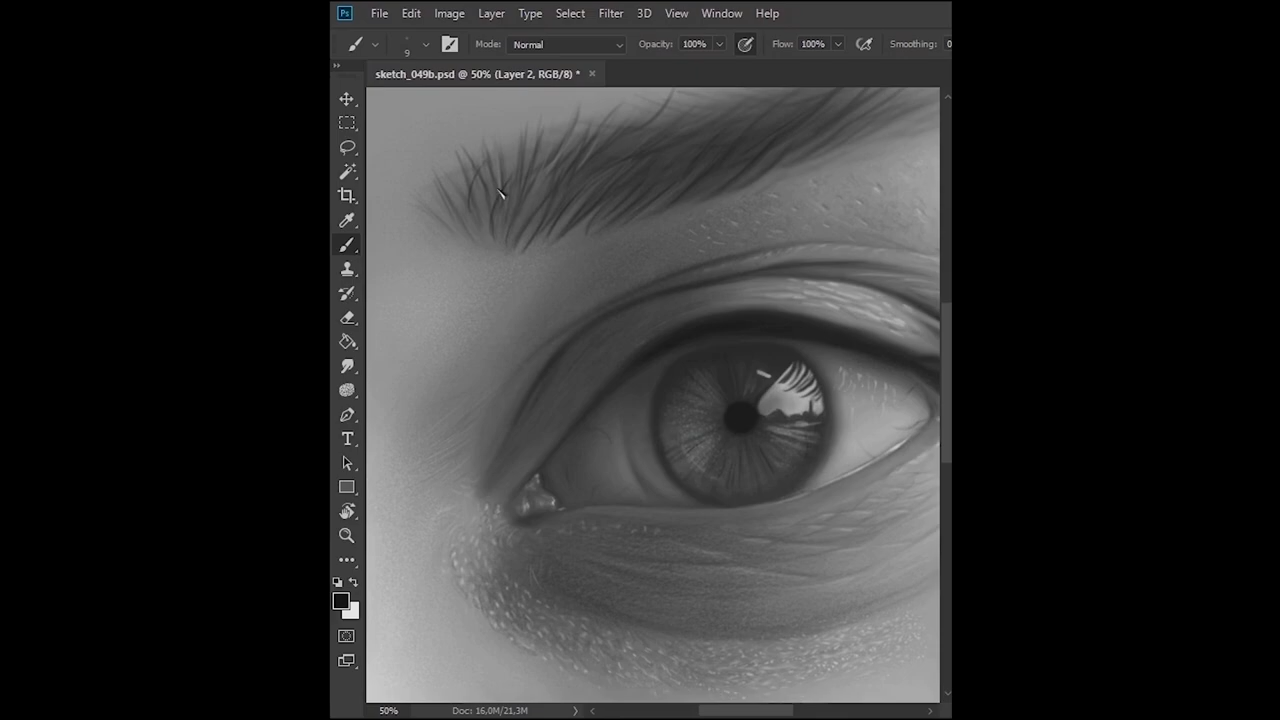 Ps File Edit Image Layer Type Select Filter 3D View Window Help
9 Mode: Normal Opacity: 100% Flow: 100% Smoothing: 0
sketch_049b.psd @ 50% (Layer 2, RGB/8) *
T
50% Doc: 16,0M/21,3M